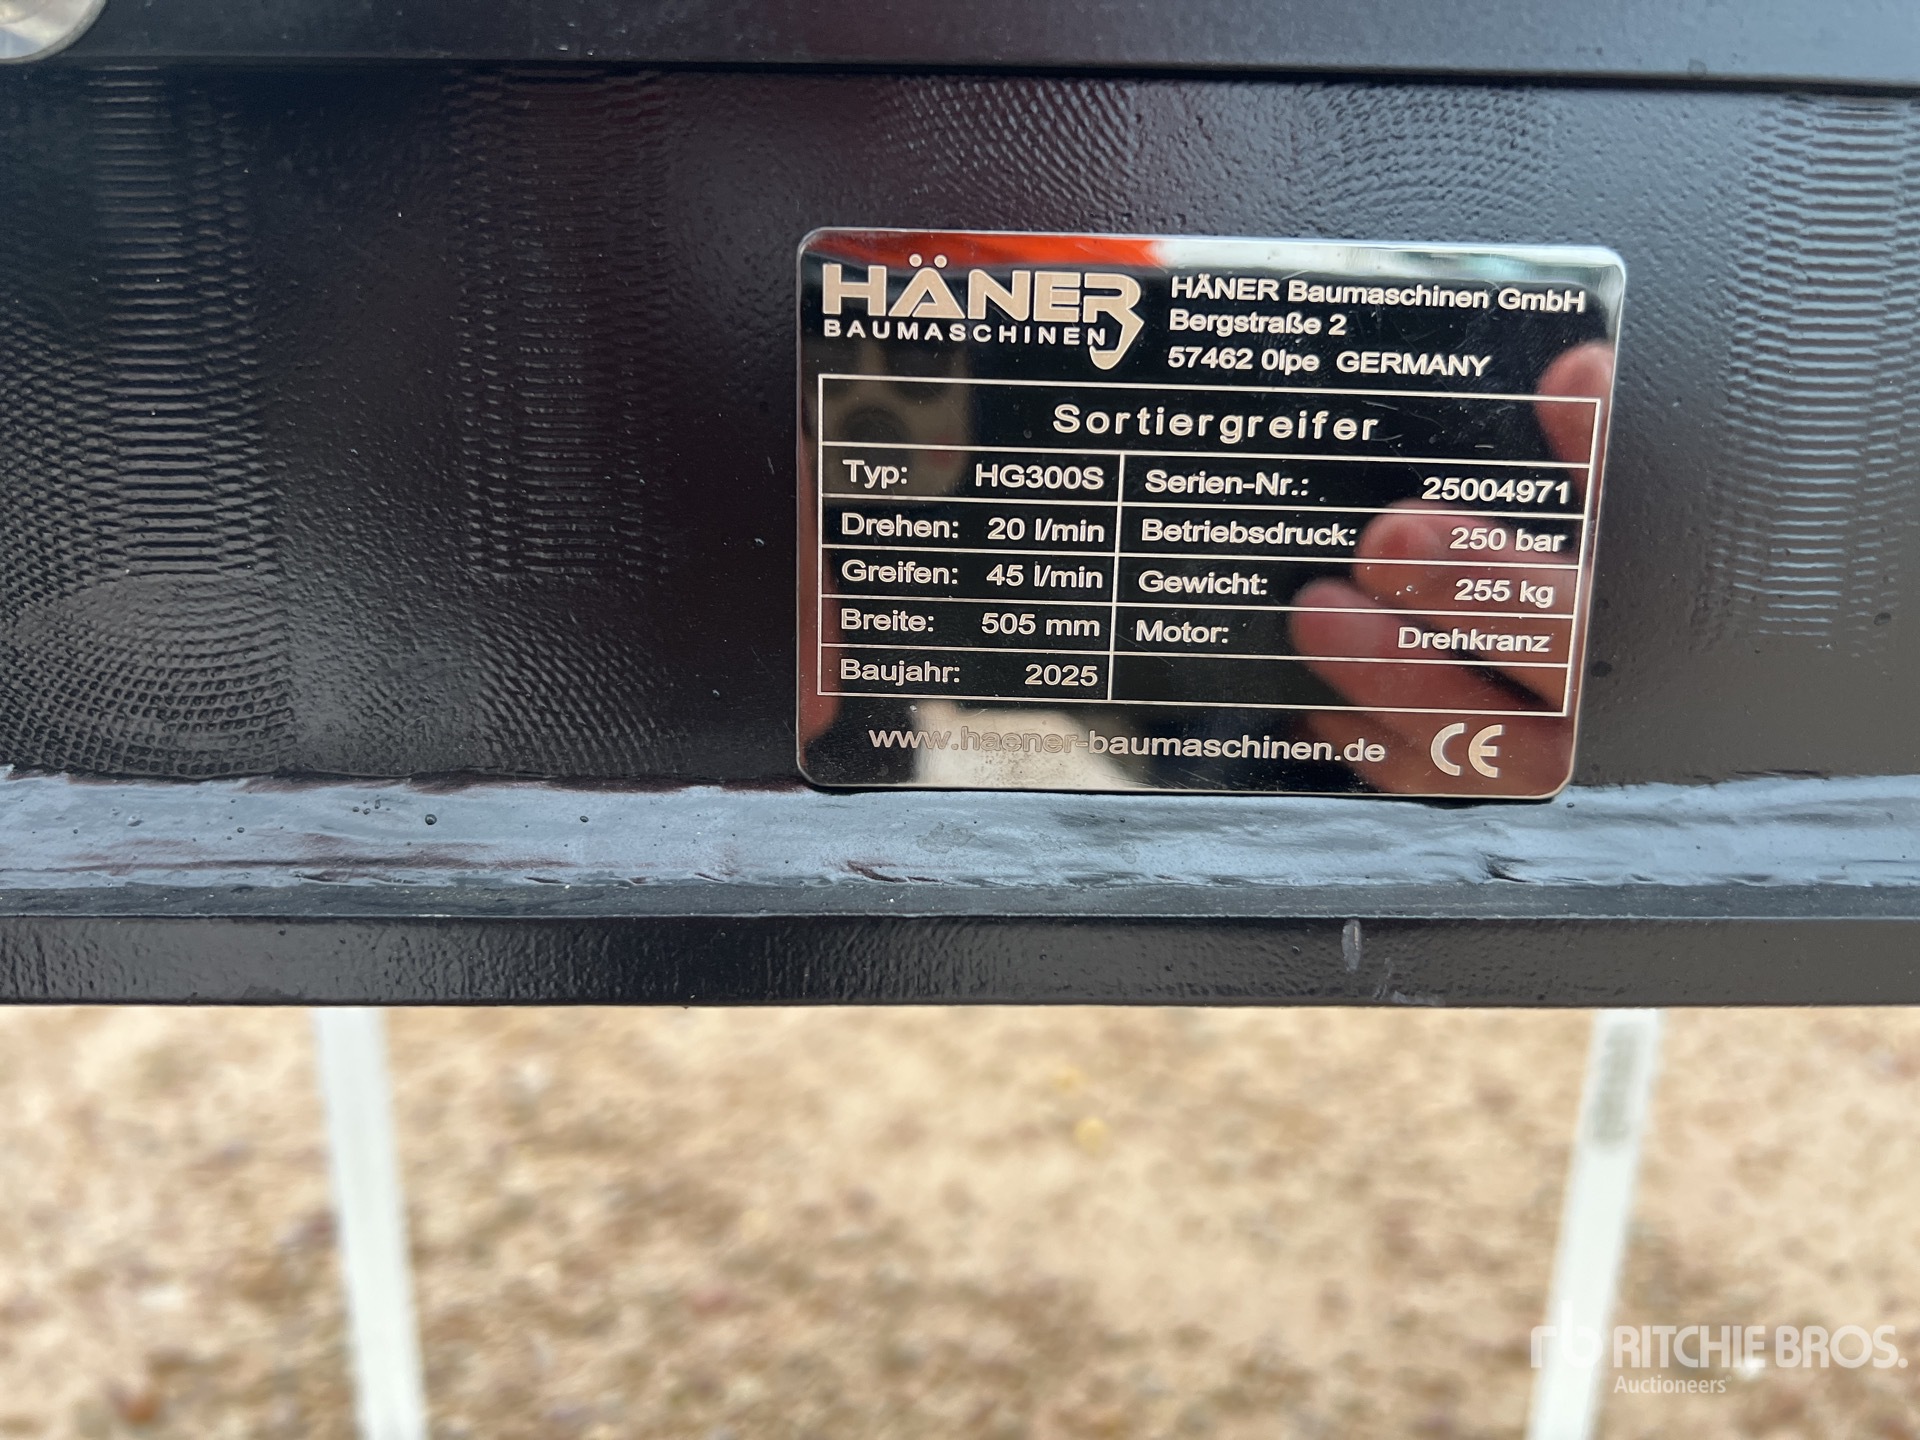 HÄNER
BAUMASCHINEN
HÄNER Baumaschinen GmbH
Bergstraße 2
57462 Olpe GERMANY
Sortiergreifer
Typ: HG300S Serien-Nr.: 25004971
Drehen: 20 l/min Betriebsdruck: 250 bar
Greifen: 45 l/min Gewicht: 255 kg
Breite: 505 mm Motor: Drehkranz
Baujahr: 2025
www.haener-baumaschinen.de CE
rb RITCHIE BROS.
Auctioneers